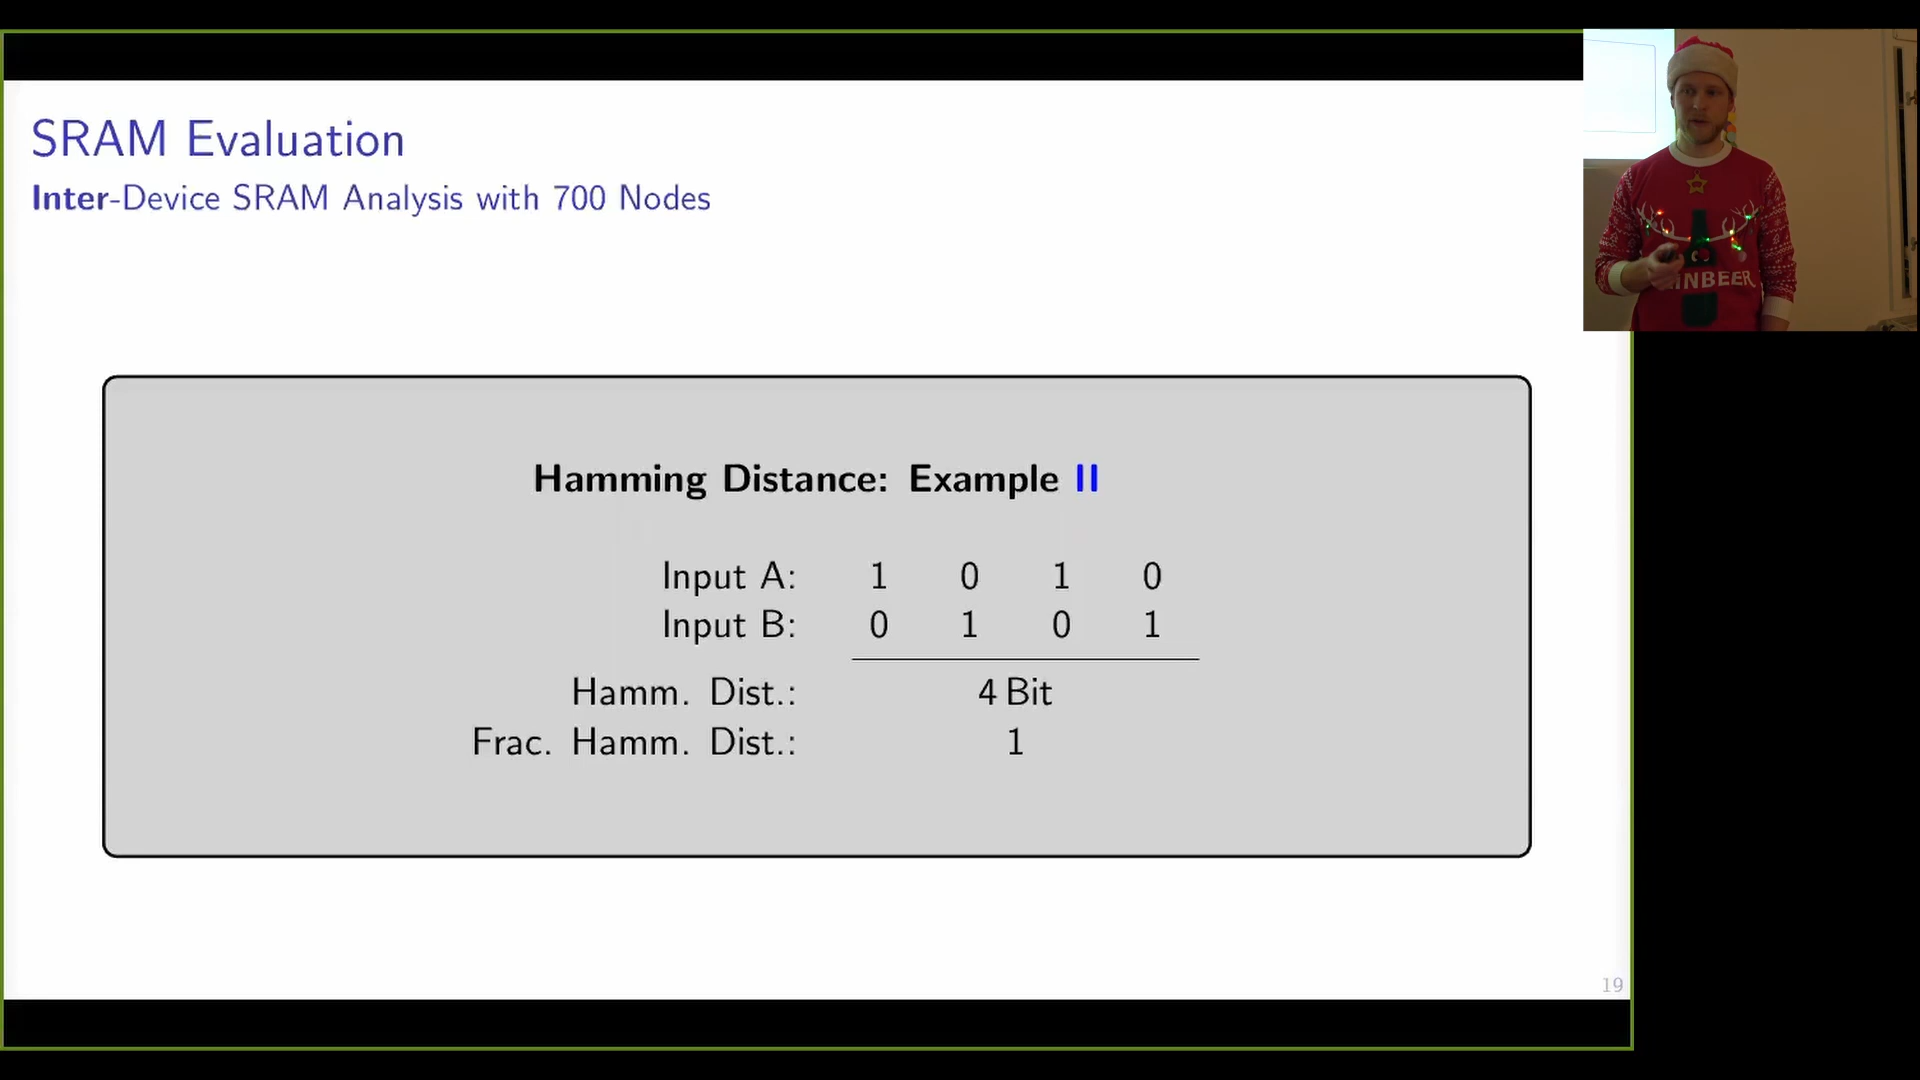 SRAM Evaluation
Inter-Device SRAM Analysis with 700 Nodes
Hamming Distance: Example II
Input A: 1 0 1 0
Input B: 0 1 0 1
Hamm. Dist.: 4 Bit
Frac. Hamm. Dist.: 1
19
INBEER